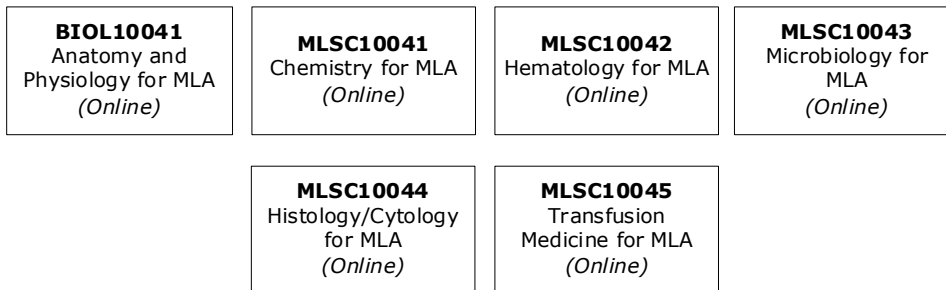 BIOL10041
Anatomy and
Physiology for MLA
(Online)
MLSC10041
Chemistry for MLA
(Online)
MLSC10042
Hematology for MLA
(Online)
MLSC10043
Microbiology for
MLA
(Online)
MLSC10044
Histology/Cytology
for MLA
(Online)
MLSC10045
Transfusion
Medicine for MLA
(Online)